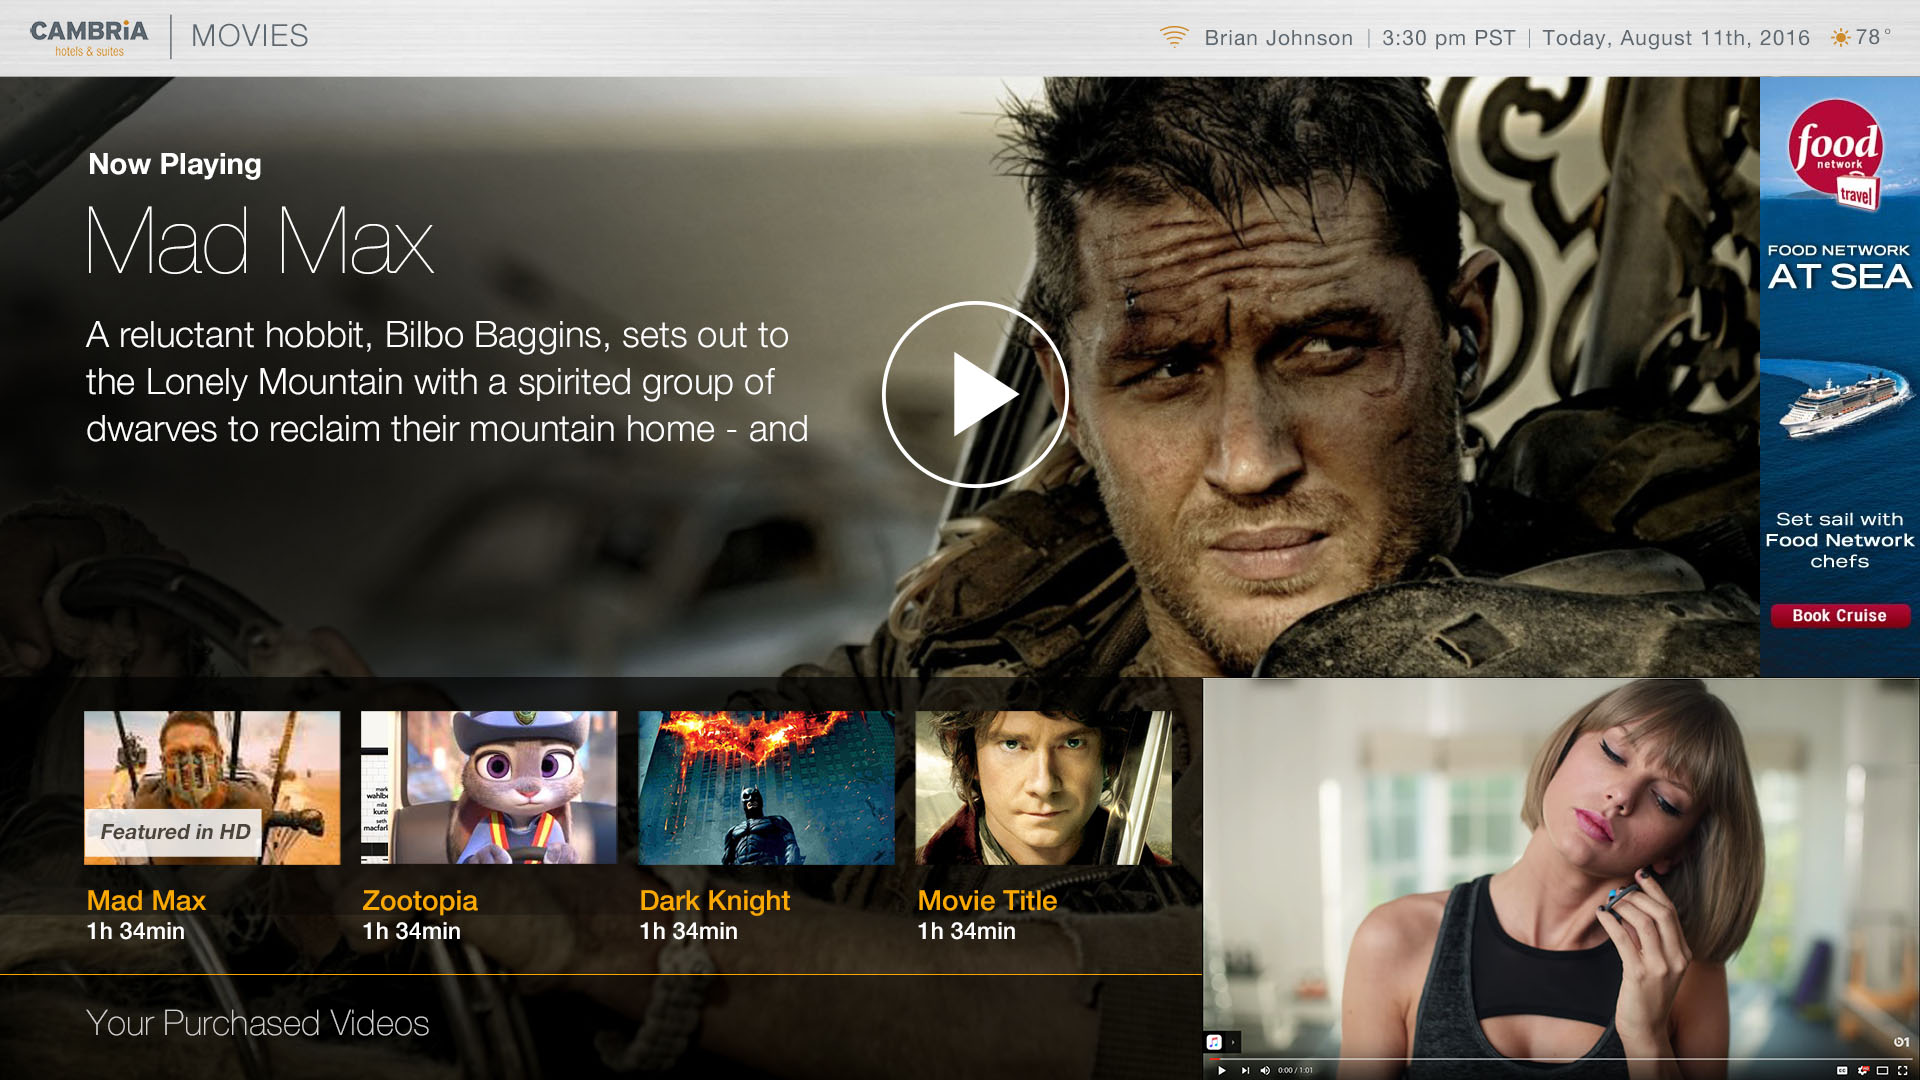 CAMBRiA
hotels & suites
MOVIES
Brian Johnson | 3:30 pm PST | Today, August 11th, 2016
78°
Now Playing
Mad Max
A reluctant hobbit, Bilbo Baggins, sets out to
the Lonely Mountain with a spirited group of
dwarves to reclaim their mountain home - and
food
network
travel
FOOD NETWORK
AT SEA
Set sail with
Food Network
chefs
Book Cruise
mark
mila
seth
Featured in HD
Mad Max
1h 34min
Zootopia
1h 34min
Dark Knight
1h 34min
Movie Title
1h 34min
Your Purchased Videos
0:00 / 1:01